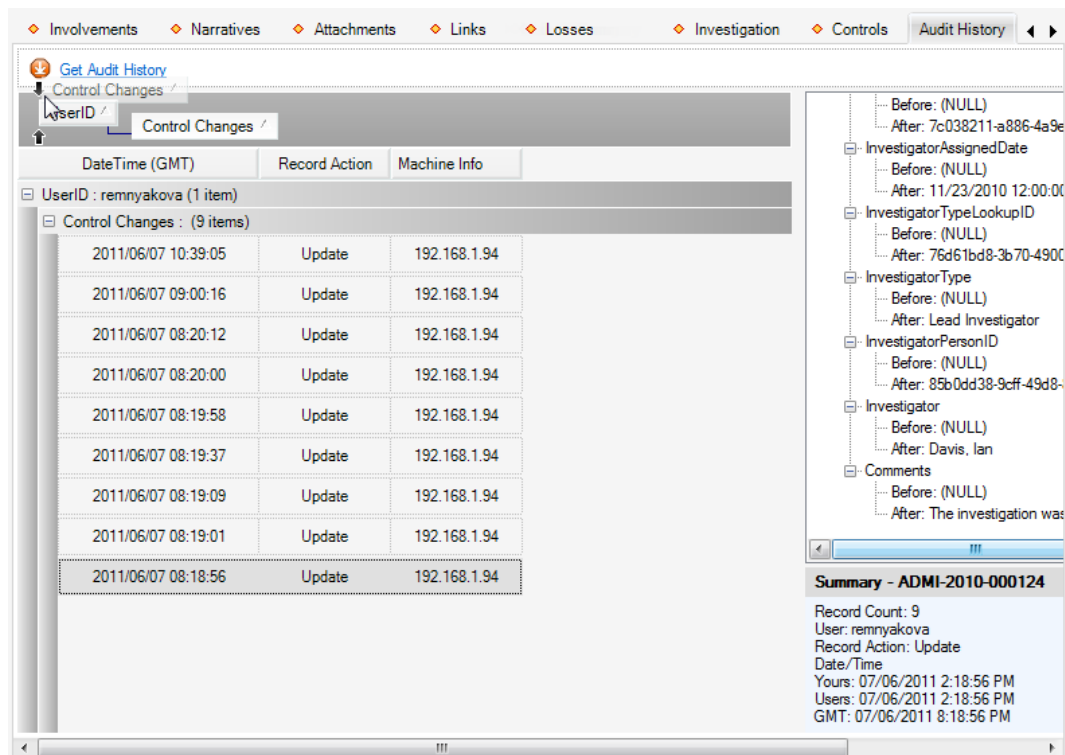 Involvements Narratives Attachments Links Losses Investigation Controls Audit History
Get Audit History
Control Changes
UserID
Control Changes
DateTime (GMT) Record Action Machine Info
UserID : remnyakova (1 item)
Control Changes : (9 items)
2011/06/07 10:39:05 Update 192.168.1.94
2011/06/07 09:00:16 Update 192.168.1.94
2011/06/07 08:20:12 Update 192.168.1.94
2011/06/07 08:20:00 Update 192.168.1.94
2011/06/07 08:19:58 Update 192.168.1.94
2011/06/07 08:19:37 Update 192.168.1.94
2011/06/07 08:19:09 Update 192.168.1.94
2011/06/07 08:19:01 Update 192.168.1.94
2011/06/07 08:18:56 Update 192.168.1.94
Before: (NULL)
After: 7c038211-a886-4a9e
InvestigatorAssignedDate
Before: (NULL)
After: 11/23/2010 12:00:00
InvestigatorTypeLookupID
Before: (NULL)
After: 76d61bd8-3b70-4900
InvestigatorType
Before: (NULL)
After: Lead Investigator
InvestigatorPersonID
Before: (NULL)
After: 85b0dd38-9cff-49d8-
Investigator
Before: (NULL)
After: Davis, Ian
Comments
Before: (NULL)
After: The investigation was
Summary - ADMI-2010-000124
Record Count: 9
User: remnyakova
Record Action: Update
Date/Time
Yours: 07/06/2011 2:18:56 PM
Users: 07/06/2011 2:18:56 PM
GMT: 07/06/2011 8:18:56 PM